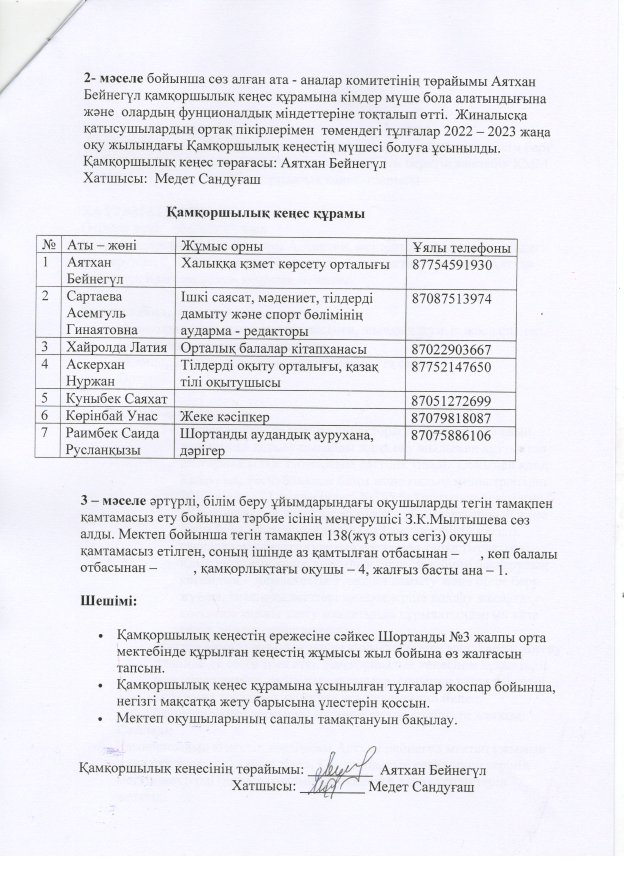 2- мәселе бойынша сөз алған ата - аналар комитетінің төрайымы Аятхан
Бейнегүл қамқоршылық кеңес құрамына кімдер мүше бола алатындығына
және олардың фунционалдық міндеттеріне тоқталып өтті. Жиналысқа
қатысушылардың ортақ пікірлерімен төмендегі тұлғалар 2022 – 2023 жаңа
оқу жылындағы Қамқоршылық кеңестің мүшесі болуға ұсынылды.
Қамқоршылық кеңес төрағасы: Аятхан Бейнегүл
Хатшысы: Медет Сандуғаш
Қамқоршылық кеңес құрамы
№ Аты – жөні Жұмыс орны Ұялы телефоны
1 Аятхан Халыққа қзмет көрсету орталығы 87754591930
Бейнегүл
2 Сартаева Ішкі саясат, мәдениет, тілдерді 87087513974
Асемгуль дамыту және спорт бөлімінің
Гинаятовна аударма - редакторы
3 Хайролда Латия Орталық балалар кітапханасы 87022903667
4 Аскерхан Тілдерді оқыту орталығы, қазақ 87752147650
Нуржан тілі оқытушысы
5 Куныбек Саяхат 87051272699
6 Көрінбай Унас Жеке кәсіпкер 87079818087
7 Раимбек Саида Шортанды аудандық аурухана, 87075886106
Русланқызы дәрігер
3 – мәселе әртүрлі, білім беру ұйымдарындағы оқушыларды тегін тамақпен
қамтамасыз ету бойынша тәрбие ісінің меңгерушісі З.К.Мылтышева сөз
алды. Мектеп бойынша тегін тамақпен 138(жүз отыз сегіз) оқушы
қамтамасыз етілген, соның ішінде аз қамтылған отбасынан – , көп балалы
отбасынан – , қамқорлықтағы оқушы – 4, жалғыз басты ана – 1.
Шешімі:
• Қамқоршылық кеңестің ережесіне сәйкес Шортанды №3 жалпы орта
мектебінде құрылған кеңестің жұмысы жыл бойына өз жалғасын
тапсын.
• Қамқоршылық кеңес құрамына ұсынылған тұлғалар жоспар бойынша,
негізгі мақсатқа жету барысына үлестерін қоссын.
• Мектеп оқушыларының сапалы тамақтануын бақылау.
Қамқоршылық кеңесінің төрайымы: _________ Аятхан Бейнегүл
Хатшысы: _________ Медет Сандуғаш